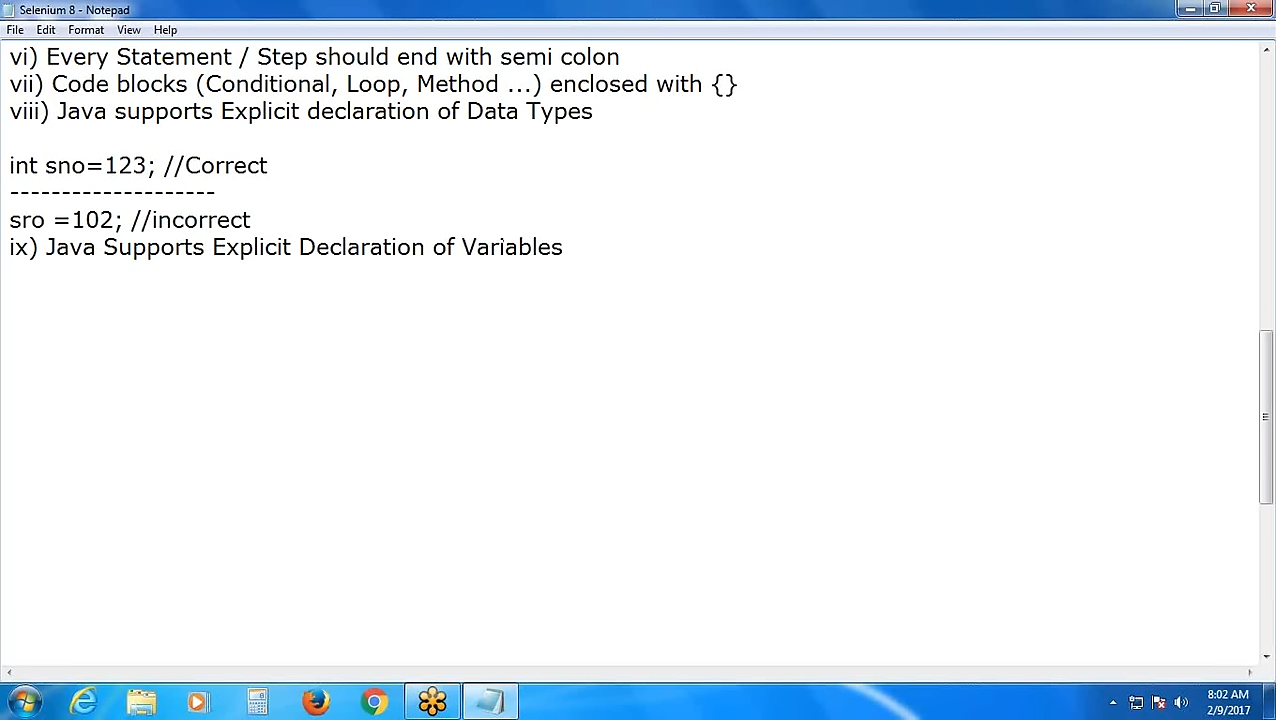 Selenium 8 - Notepad
File Edit Format View Help
vi) Every Statement / Step should end with semi colon
vii) Code blocks (Conditional, Loop, Method ...) enclosed with {}
viii) Java supports Explicit declaration of Data Types
int sno=123; //Correct
--------------------
sro =102; //incorrect
ix) Java Supports Explicit Declaration of Variables
8:02 AM
2/9/2017